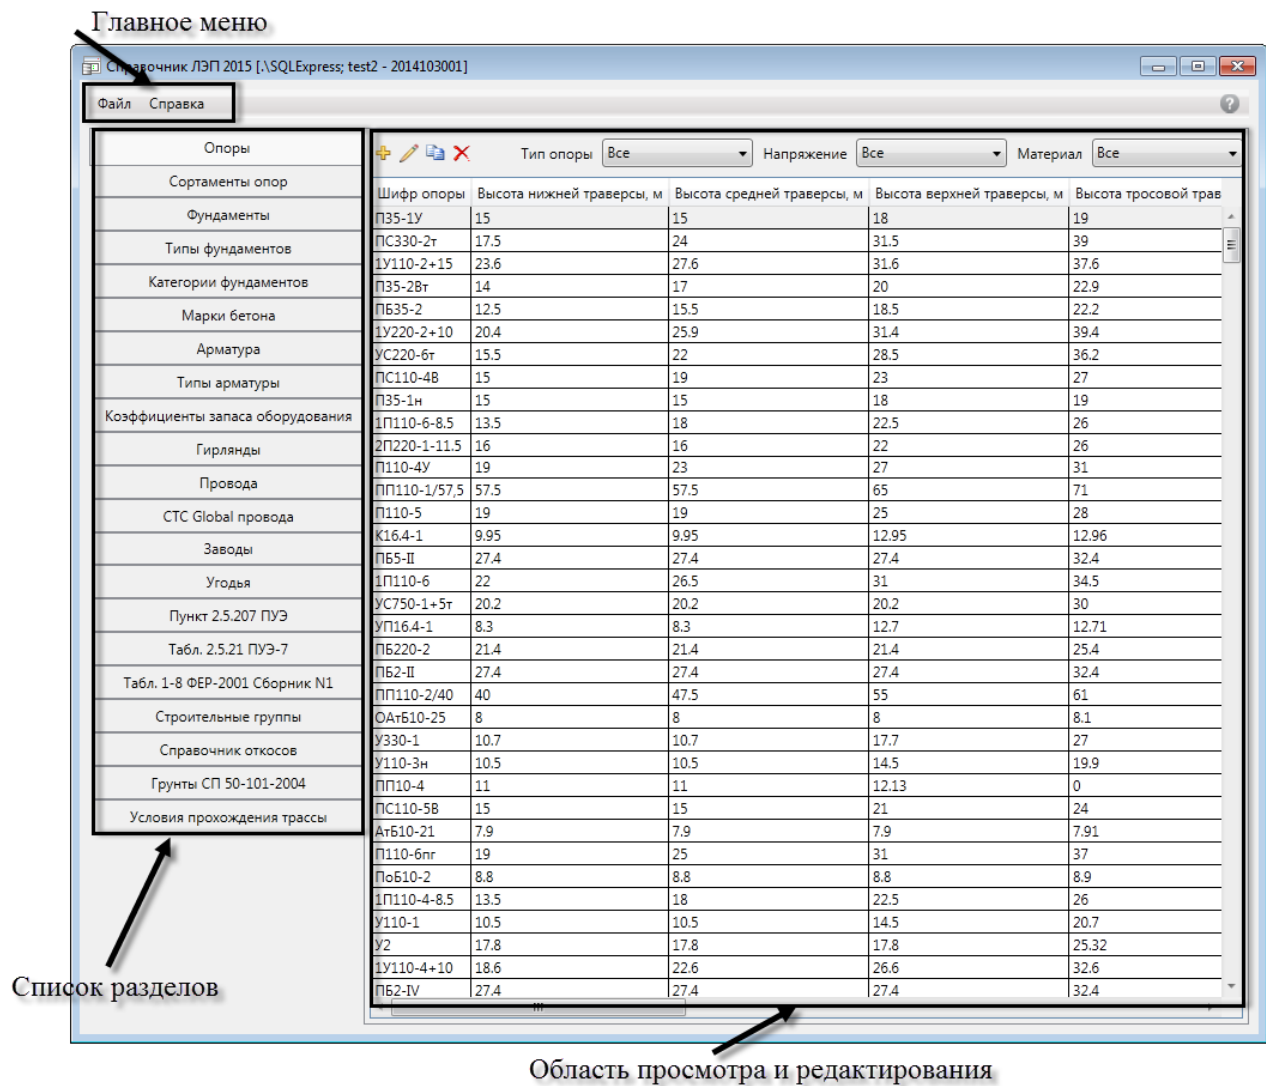 Главное меню
Справочник ЛЭП 2015 [.\SQLExpress; test2 - 2014103001]
Файл Справка
Опоры
Сортаменты опор
Фундаменты
Типы фундаментов
Категории фундаментов
Марки бетона
Арматура
Типы арматуры
Коэффициенты запаса оборудования
Гирлянды
Провода
CTC Global провода
Заводы
Угодья
Пункт 2.5.207 ПУЭ
Табл. 2.5.21 ПУЭ-7
Табл. 1-8 ФЕР-2001 Сборник N1
Строительные группы
Справочник откосов
Грунты СП 50-101-2004
Условия прохождения трассы
Тип опоры Все Напряжение Все Материал Все
Шифр опоры Высота нижней траверсы, м Высота средней траверсы, м Высота верхней траверсы, м Высота тросовой трав
П35-1У 15 15 18 19
ПС330-2т 17.5 24 31.5 39
1У110-2+15 23.6 27.6 31.6 37.6
П35-2Вт 14 17 20 22.9
ПБ35-2 12.5 15.5 18.5 22.2
1У220-2+10 20.4 25.9 31.4 39.4
УС220-6т 15.5 22 28.5 36.2
ПС110-4В 15 19 23 27
П35-1н 15 15 18 19
1П110-6-8.5 13.5 18 22.5 26
2П220-1-11.5 16 16 22 26
П110-4У 19 23 27 31
ПП110-1/57,5 57.5 57.5 65 71
П110-5 19 19 25 28
К16.4-1 9.95 9.95 12.95 12.96
ПБ5-II 27.4 27.4 27.4 32.4
1П110-6 22 26.5 31 34.5
УС750-1+5т 20.2 20.2 20.2 30
УП16.4-1 8.3 8.3 12.7 12.71
ПБ220-2 21.4 21.4 21.4 25.4
ПБ2-II 27.4 27.4 27.4 32.4
ПП110-2/40 40 47.5 55 61
ОАтБ10-25 8 8 8 8.1
У330-1 10.7 10.7 17.7 27
У110-3н 10.5 10.5 14.5 19.9
ПП10-4 11 11 12.13 0
ПС110-5В 15 15 21 24
АтБ10-21 7.9 7.9 7.9 7.91
П110-6пг 19 25 31 37
ПоБ10-2 8.8 8.8 8.8 8.9
1П110-4-8.5 13.5 18 22.5 26
У110-1 10.5 10.5 14.5 20.7
У2 17.8 17.8 17.8 25.32
1У110-4+10 18.6 22.6 26.6 32.6
ПБ2-IV 27.4 27.4 27.4 32.4
Список разделов
Область просмотра и редактирования